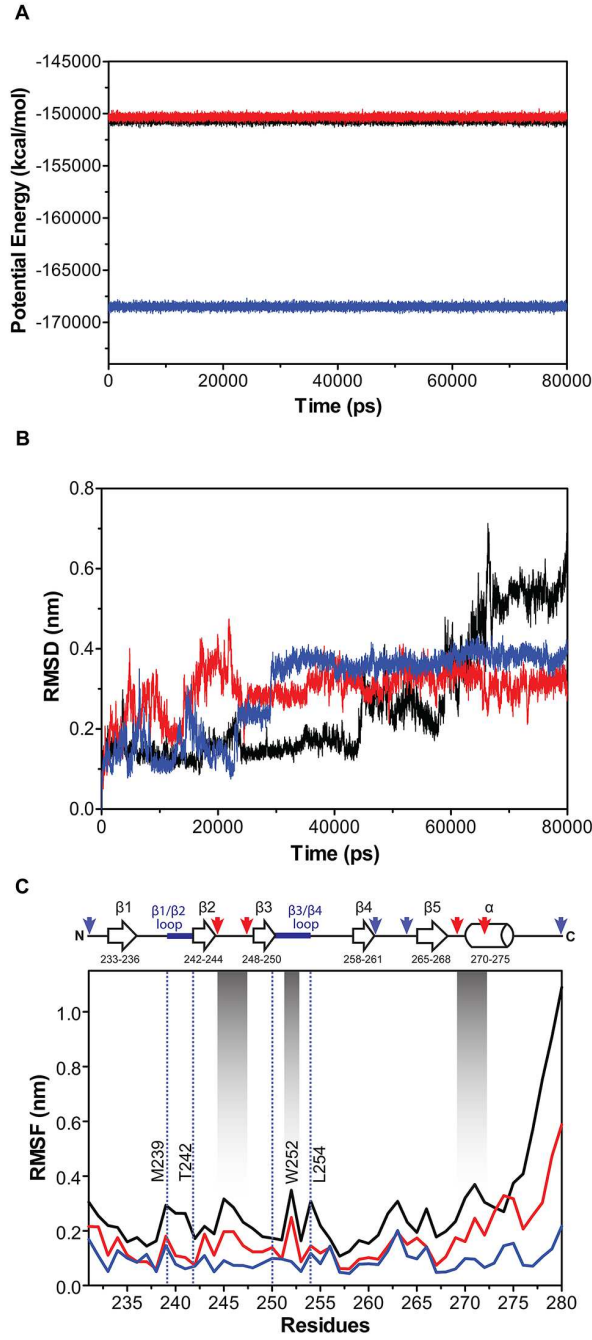 A
-145000
-150000
-155000
-160000
-165000
-170000
Potential Energy (kcal/mol)
0 20000 40000 60000 80000
Time (ps)
B
0.8
0.6
0.4
0.2
0.0
RMSD (nm)
0 20000 40000 60000 80000
Time (ps)
C
β1 β1/β2 loop β2 β3 β3/β4 loop β4 β5 α
N C
233-236 242-244 248-250 258-261 265-268 270-275
1.0
0.8
0.6
0.4
0.2
0.0
RMSF (nm)
M239 T242 W252 L254
235 240 245 250 255 260 265 270 275 280
Residues